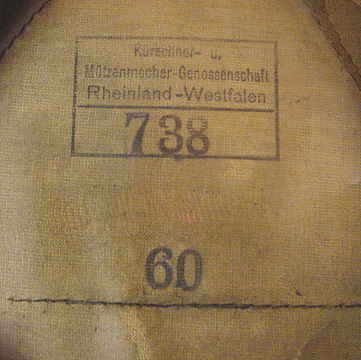 Kürschner- u.
Mützenmacher-Genossenschaft
Rheinland-Westfalen
738
60